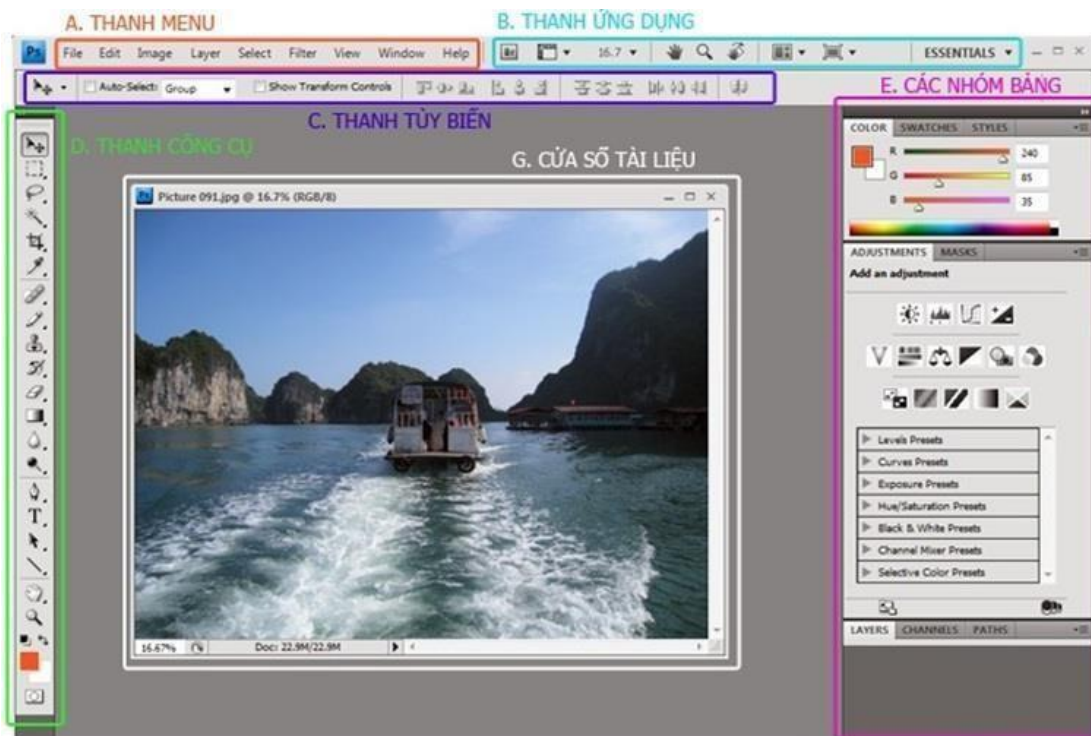 A. THANH MENU
B. THANH ỨNG DỤNG
Ps File Edit Image Layer Select Filter View Window Help
Br 16.7 ESSENTIALS
Auto-Select: Group Show Transform Controls
E. CÁC NHÓM BẢNG
C. THANH TÙY BIẾN
D. THANH CÔNG CỤ
G. CỬA SỔ TÀI LIỆU
Ps Picture 091.jpg @ 16.7% (RGB/8)
T
16.67% Doc: 22.9M/22.9M
COLOR SWATCHES STYLES
R 240
G 85
B 35
ADJUSTMENTS MASKS
Add an adjustment
Levels Presets
Curves Presets
Exposure Presets
Hue/Saturation Presets
Black & White Presets
Channel Mixer Presets
Selective Color Presets
LAYERS CHANNELS PATHS